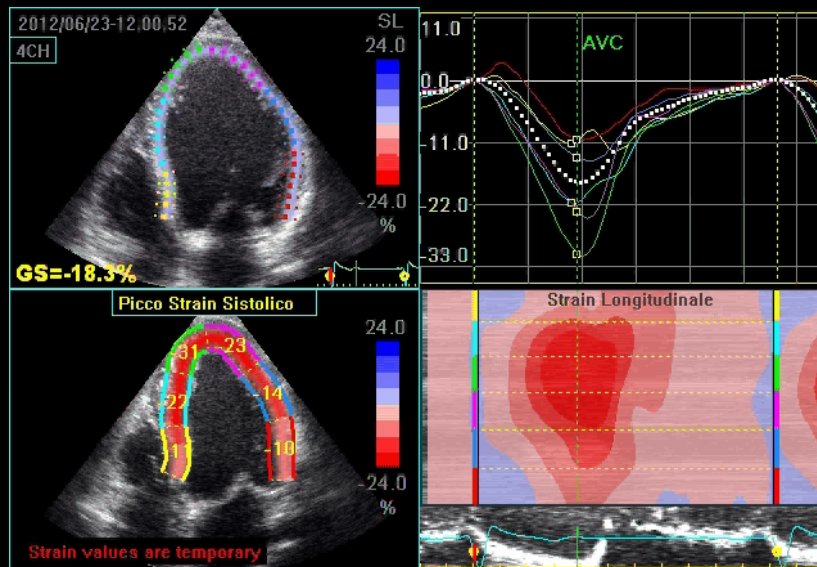 2012/06/23-12.00.52
4CH
SL
24.0
-24.0
%
GS=-18.3%
11.0
AVC
0.0
-11.0
-22.0
-33.0
Picco Strain Sistolico
24.0
-31
-23
-22
-14
-10
-24.0
%
Strain values are temporary
Strain Longitudinale